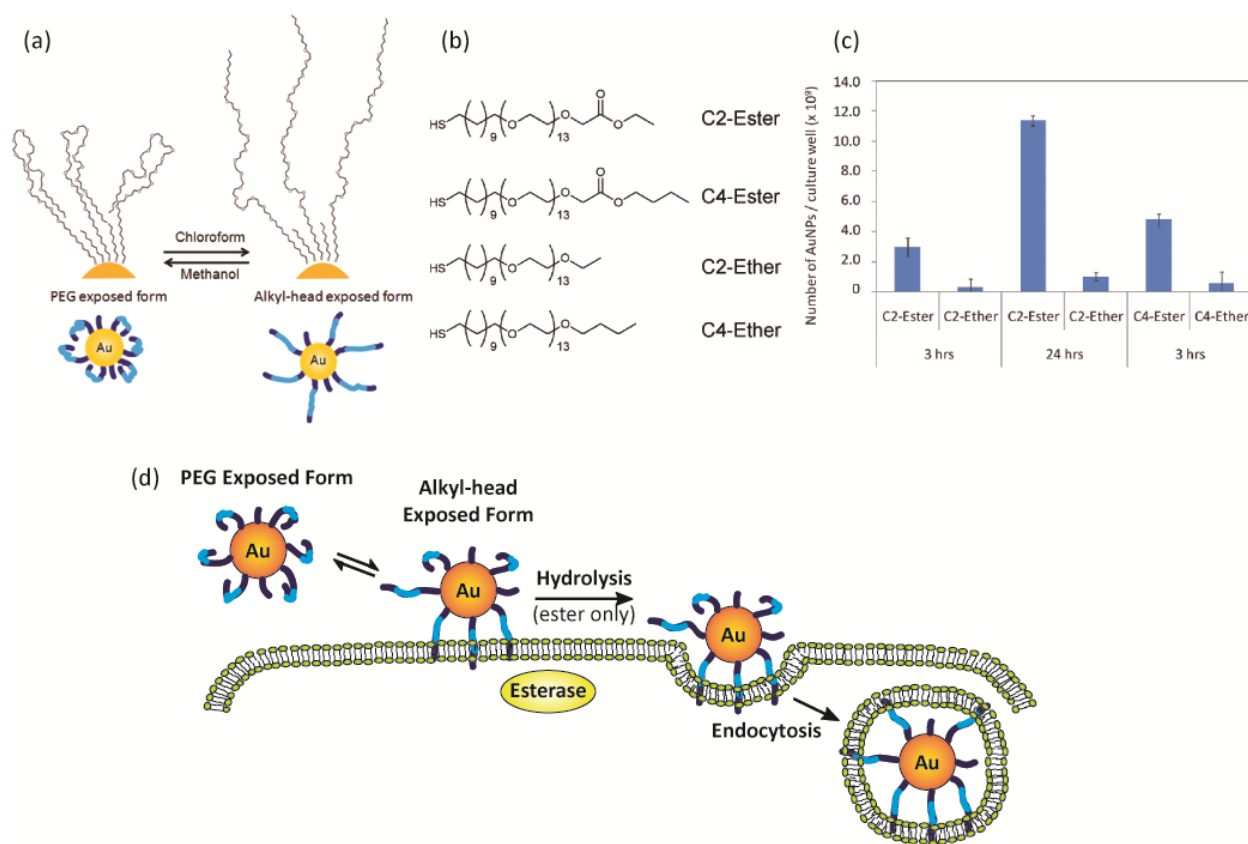 (a)
Chloroform
Methanol
PEG exposed form
Alkyl-head exposed form
Au
Au
(b)
HS
9
O
O
13
O
O
C2-Ester
HS
9
O
O
13
O
O
C4-Ester
HS
9
O
O
13
C2-Ether
HS
9
O
O
13
C4-Ether
(c)
Number of AuNPs / culture well (x 10⁹)
14.0
12.0
10.0
8.0
6.0
4.0
2.0
0
C2-Ester
C2-Ether
C2-Ester
C2-Ether
C4-Ester
C4-Ether
3 hrs
24 hrs
3 hrs
(d)
PEG Exposed Form
Alkyl-head
Exposed Form
Au
Au
Hydrolysis
(ester only)
Au
Esterase
Endocytosis
Au